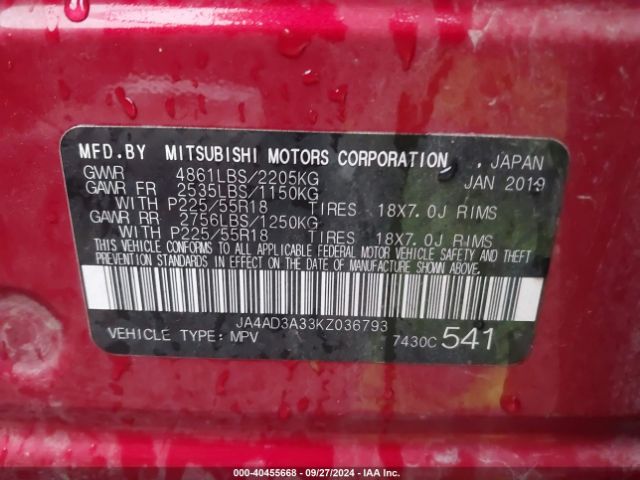 MFD.BY MITSUBISHI MOTORS CORPORATION , JAPAN
GVWR 4861LBS/2205KG JAN 2019
GAWR FR 2535LBS/1150KG
WITH P225/55R18 TIRES 18X7.0J RIMS
GAWR RR 2756LBS/1250KG
WITH P225/55R18 TIRES 18X7.0J RIMS
THIS VEHICLE CONFORMS TO ALL APPLICABLE FEDERAL MOTOR VEHICLE SAFETY AND THEFT
PREVENTION STANDARDS IN EFFECT ON THE DATE OF MANUFACTURE SHOWN ABOVE.
JA4AD3A33KZ036793
VEHICLE TYPE: MPV 7430C 541
000-40455668 - 09/27/2024 - IAA Inc.